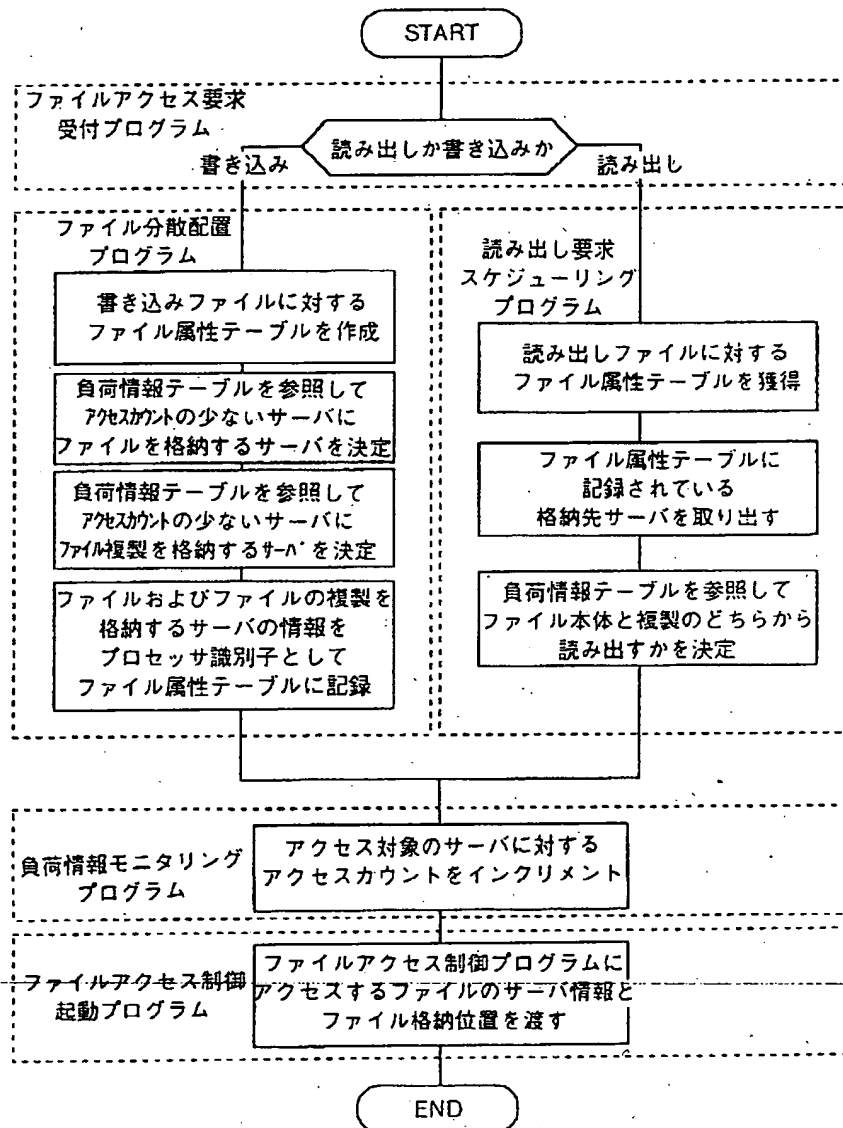 START
ファイルアクセス要求
受付プログラム
読み出しか書き込みか
書き込み
読み出し
ファイル分散配置
プログラム
書き込みファイルに対する
ファイル属性テーブルを作成
負荷情報テーブルを参照して
アクセスカウントの少ないサーバに
ファイルを格納するサーバを決定
負荷情報テーブルを参照して
アクセスカウントの少ないサーバに
ファイル複製を格納するサーバを決定
ファイルおよびファイルの複製を
格納するサーバの情報を
プロセッサ識別子として
ファイル属性テーブルに記録
読み出し要求
スケジューリング
プログラム
読み出しファイルに対する
ファイル属性テーブルを獲得
ファイル属性テーブルに
記録されている
格納先サーバを取り出す
負荷情報テーブルを参照して
ファイル本体と複製のどちらから
読み出すかを決定
負荷情報モニタリング
プログラム
アクセス対象のサーバに対する
アクセスカウントをインクリメント
ファイルアクセス制御
起動プログラム
ファイルアクセス制御プログラムに
アクセスするファイルのサーバ情報と
ファイル格納位置を渡す
END